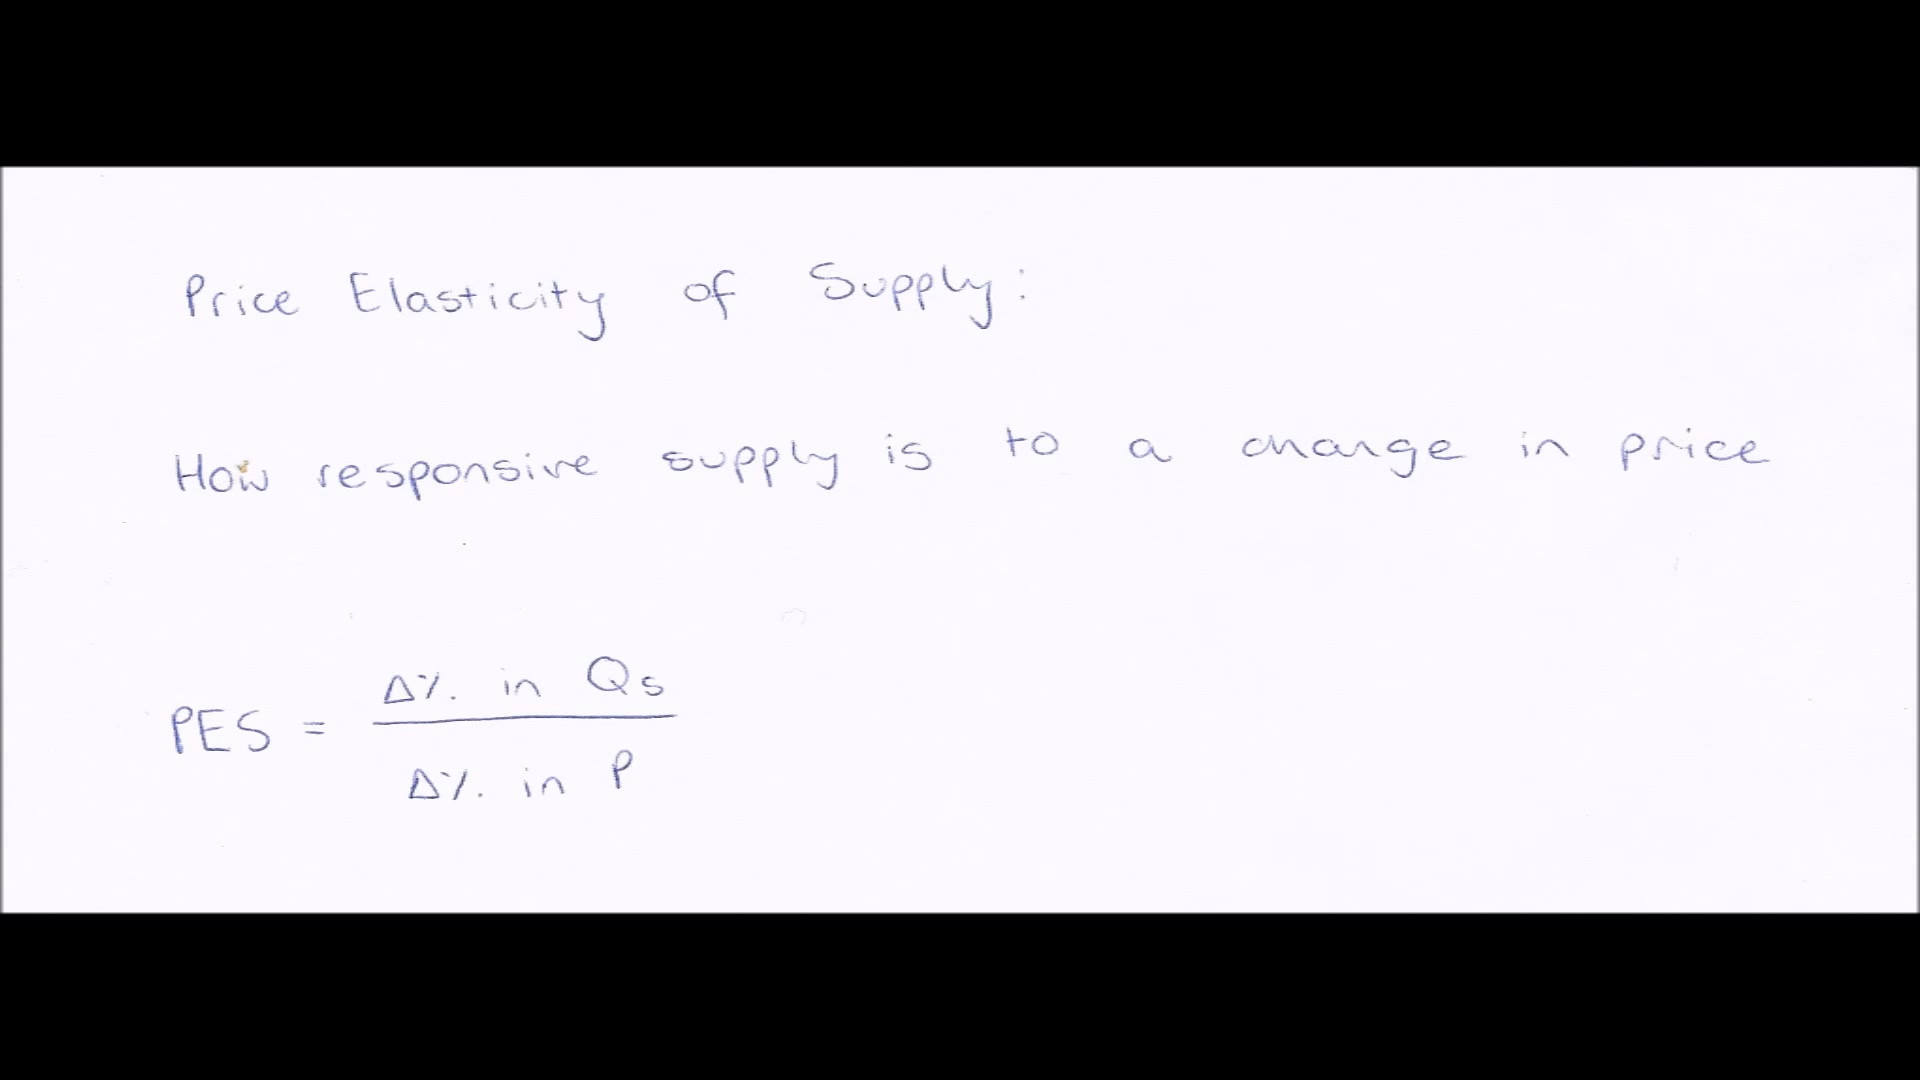 Price Elasticity of Supply:
How responsive supply is to a change in price
Δ% in Qs
PES =
Δ% in P